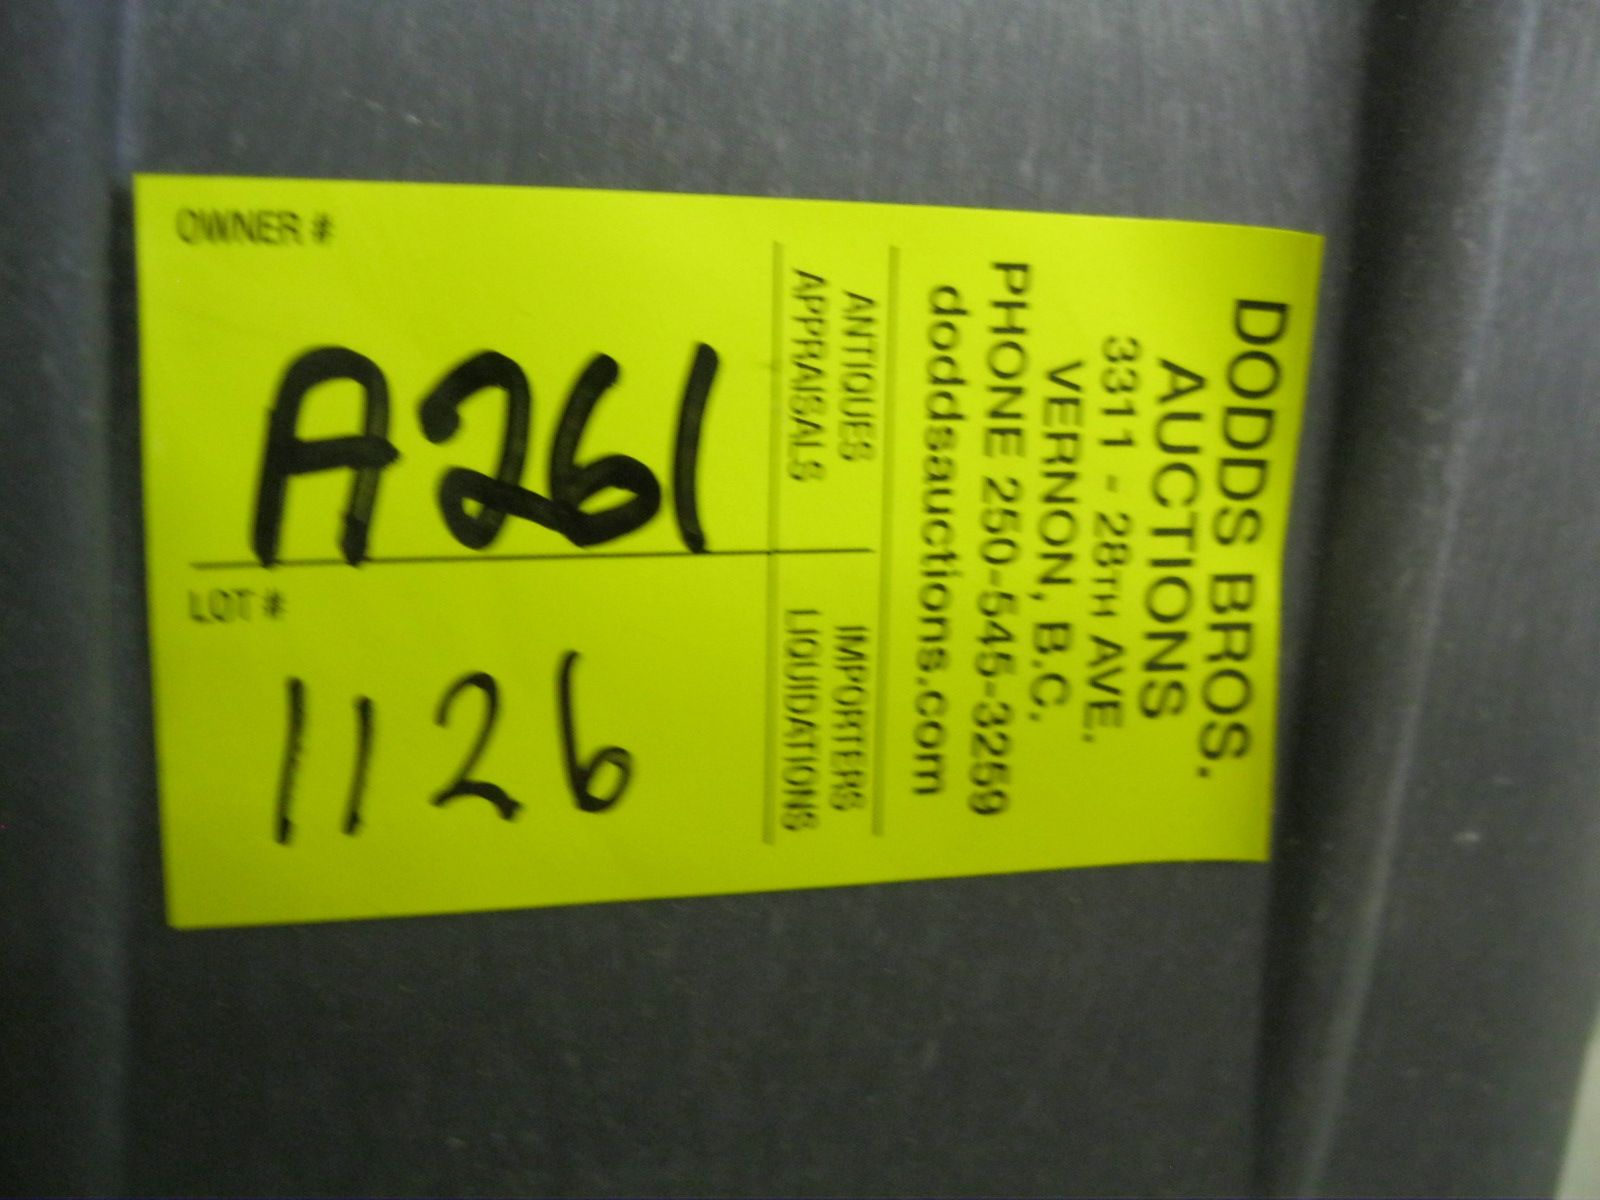 DODDS BROS.
AUCTIONS
3311 - 28TH AVE.
VERNON, B.C.
PHONE 250-545-3259
doddsauctions.com
ANTIQUES IMPORTERS
APPRAISALS LIQUIDATIONS
OWNER #
A261
LOT #
1126